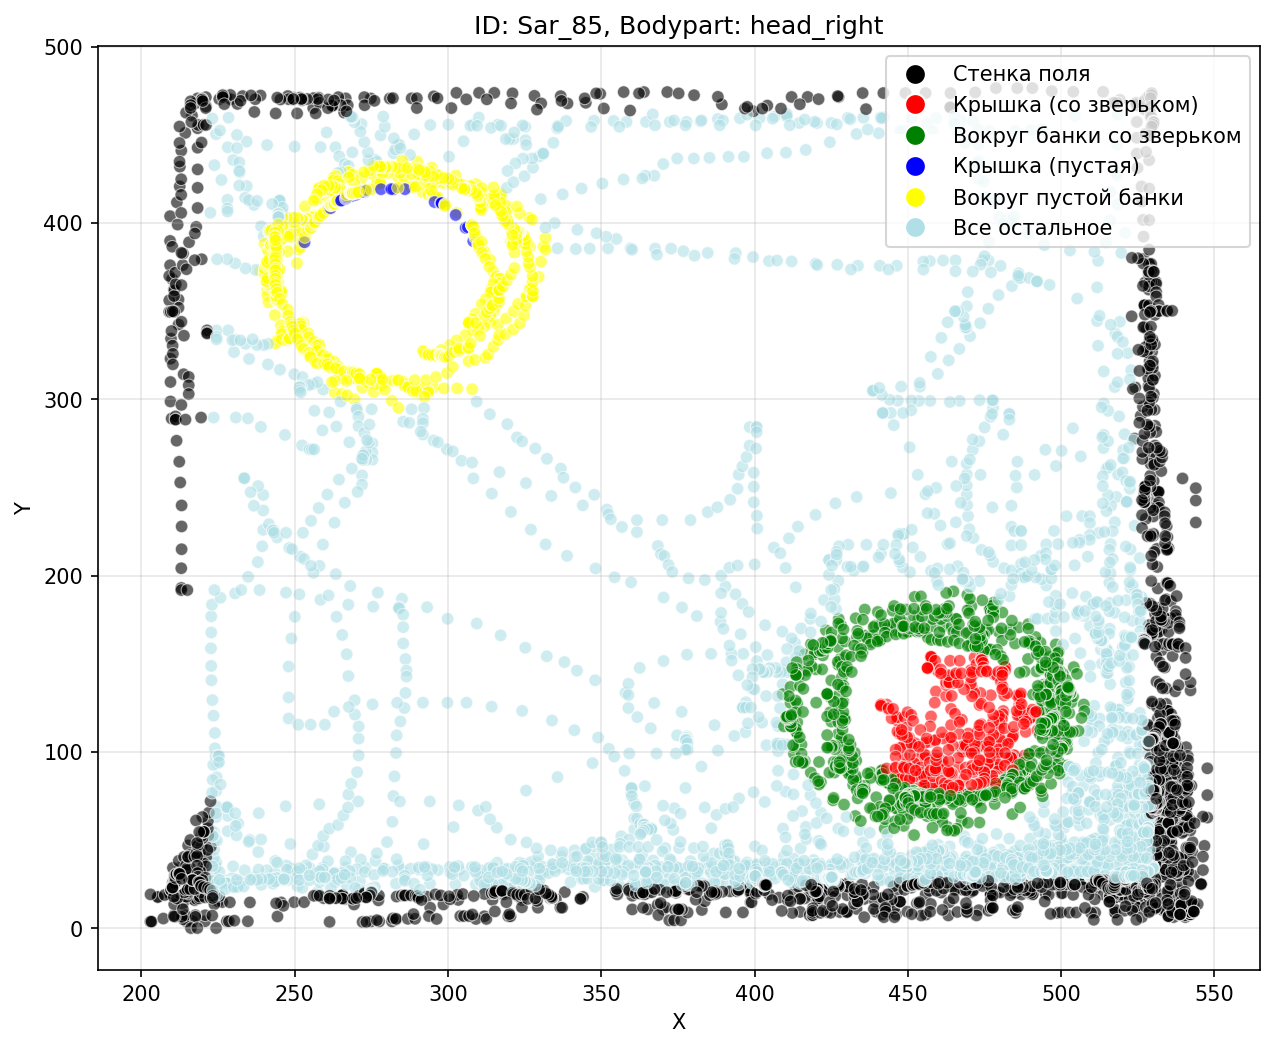 ID: Sar_85, Bodypart: head_right
Стенка поля
Крышка (со зверьком)
Вокруг банки со зверьком
Крышка (пустая)
Вокруг пустой банки
Все остальное
500
400
300
200
100
0
Y
200 250 300 350 400 450 500 550
X